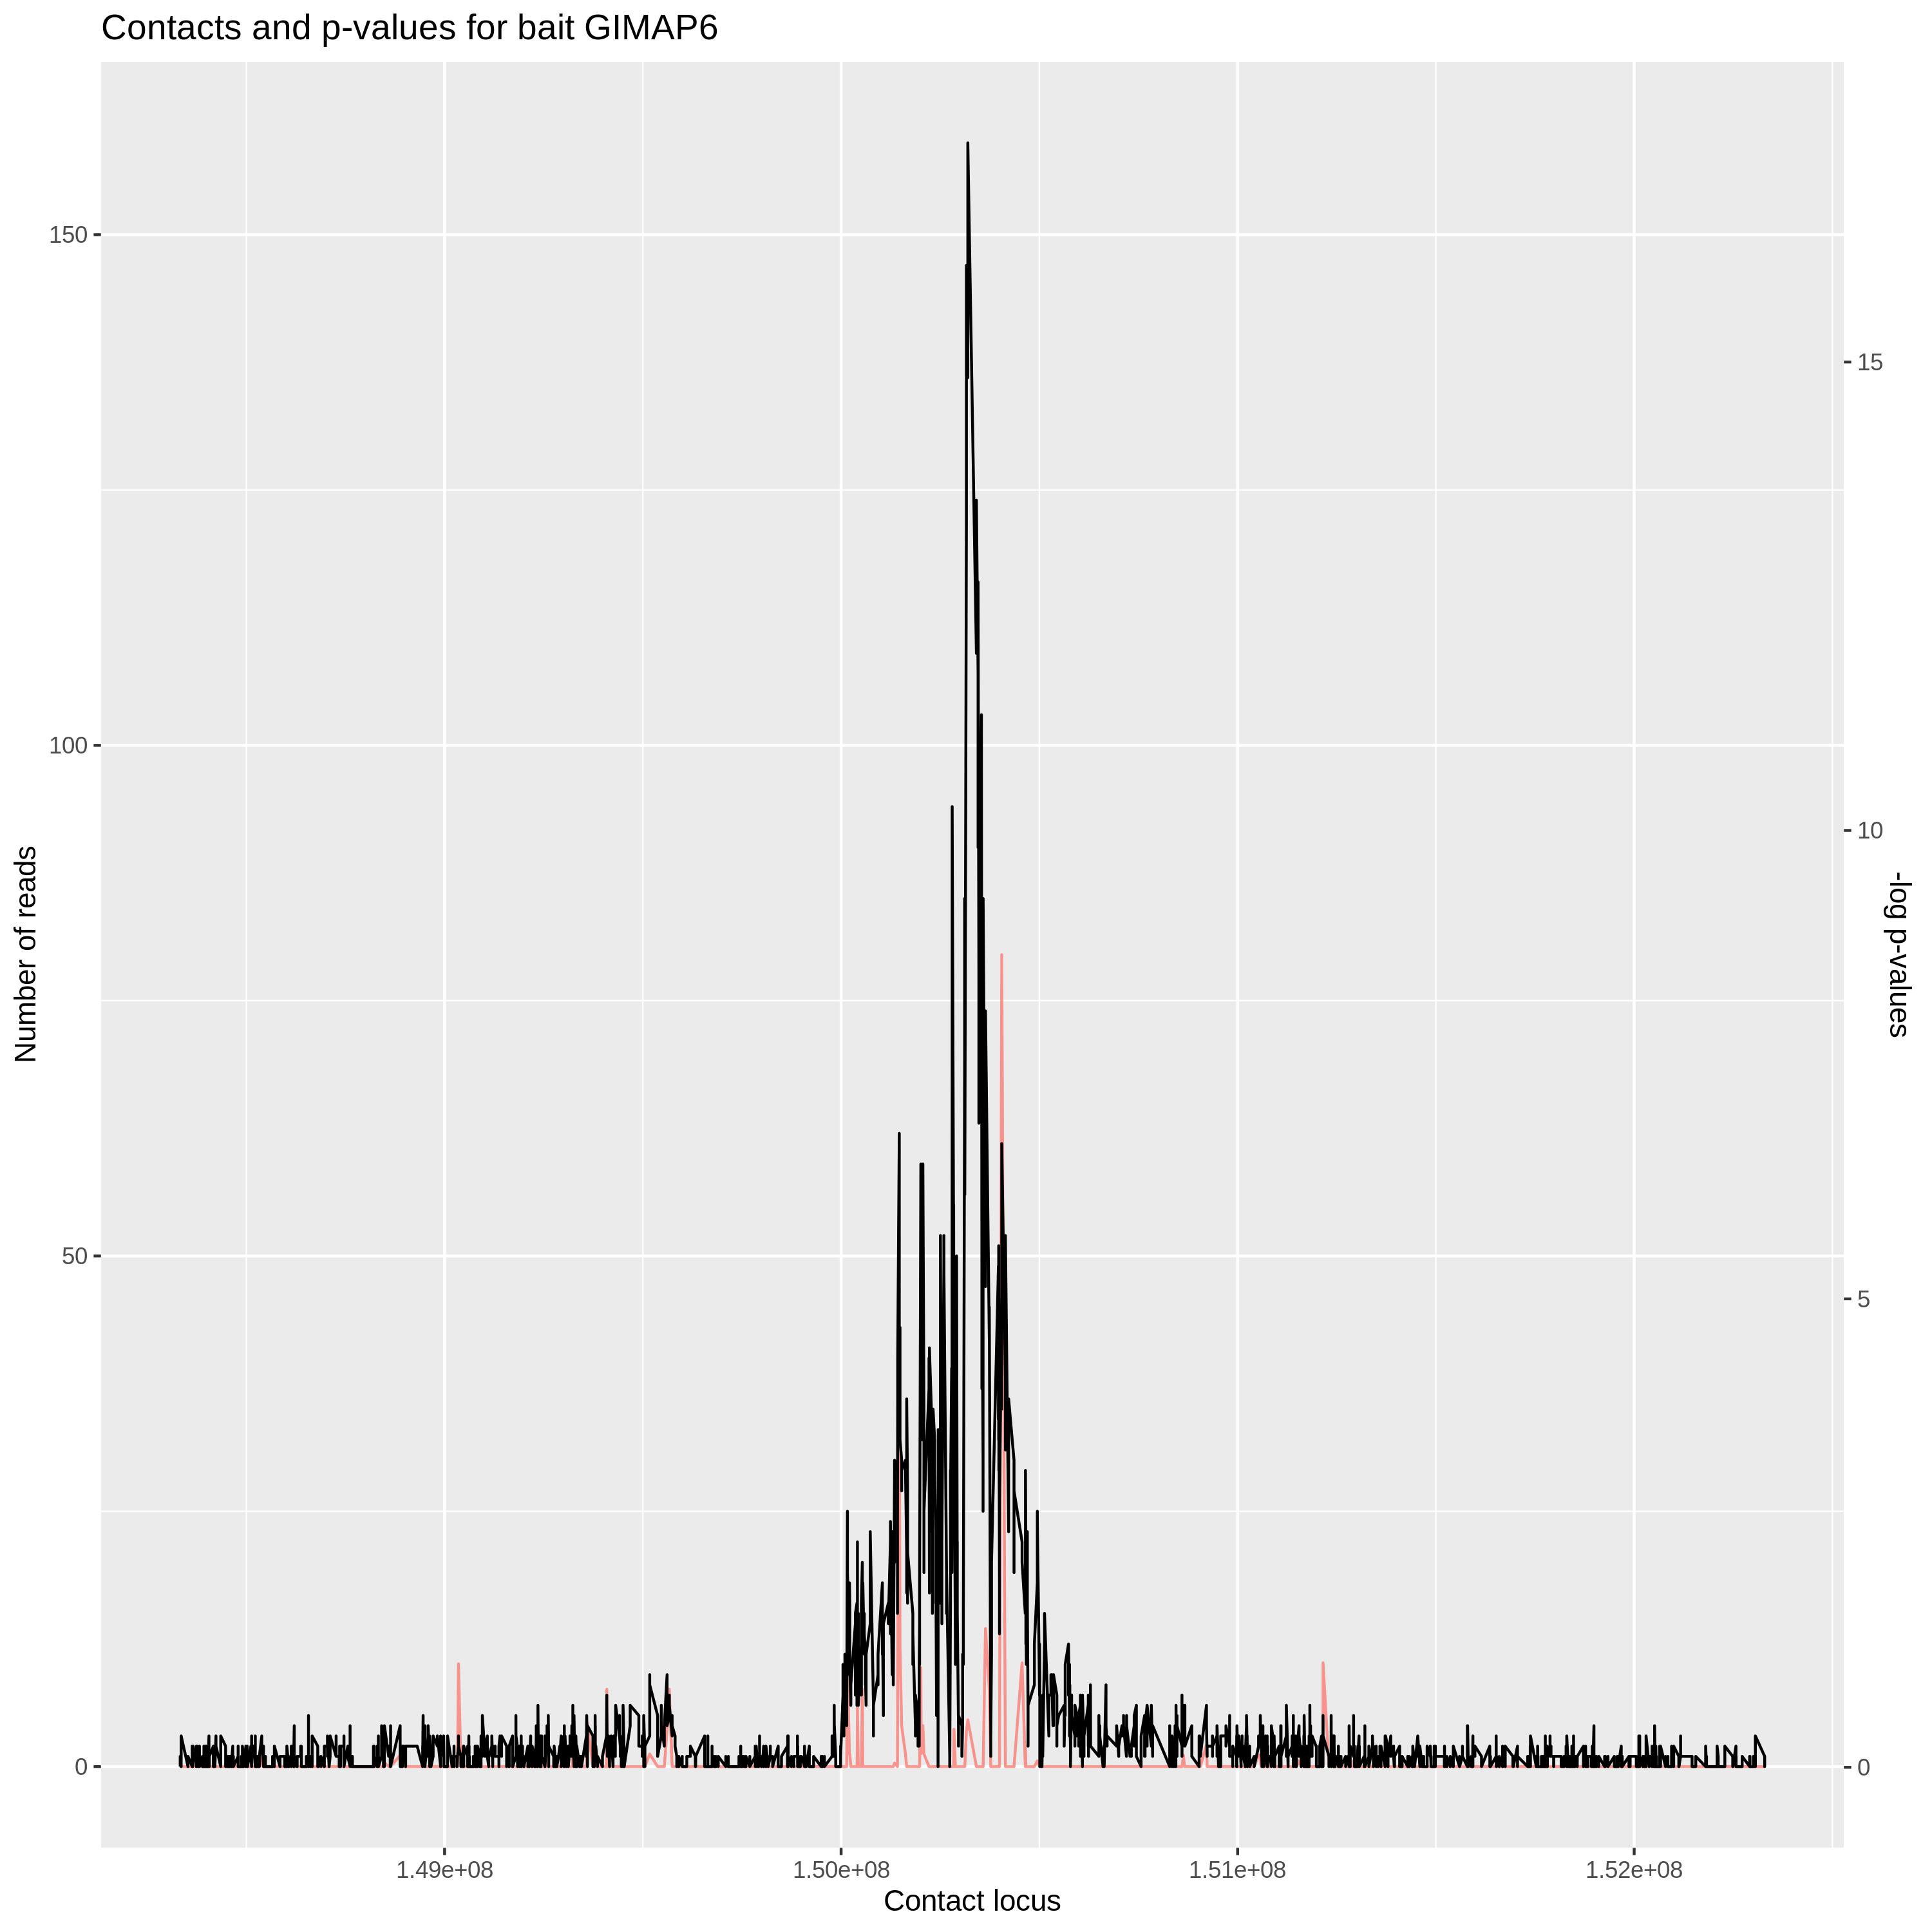 Contacts and p-values for bait GIMAP6
150
100
50
0
Number of reads
15
10
5
0
-log p-values
1.49e+08
1.50e+08
1.51e+08
1.52e+08
Contact locus